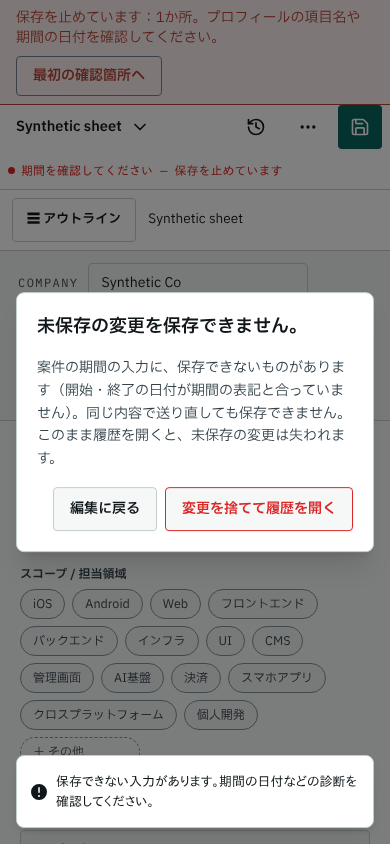 保存を止めています：1か所。プロフィールの項目名や
期間の日付を確認してください。
最初の確認箇所へ
Synthetic sheet
期間を確認してください — 保存を止めています
アウトライン
Synthetic sheet
COMPANY
Synthetic Co
未保存の変更を保存できません。
案件の期間の入力に、保存できないものがありま
す（開始・終了の日付が期間の表記と合っていま
せん）。同じ内容で送り直しても保存できません。
このまま履歴を開くと、未保存の変更は失われま
す。
編集に戻る
変更を捨てて履歴を開く
スコープ / 担当領域
iOS
Android
Web
フロントエンド
バックエンド
インフラ
UI
CMS
管理画面
AI基盤
決済
スマホアプリ
クロスプラットフォーム
個人開発
＋ その他
保存できない入力があります。期間の日付などの診断を
確認してください。